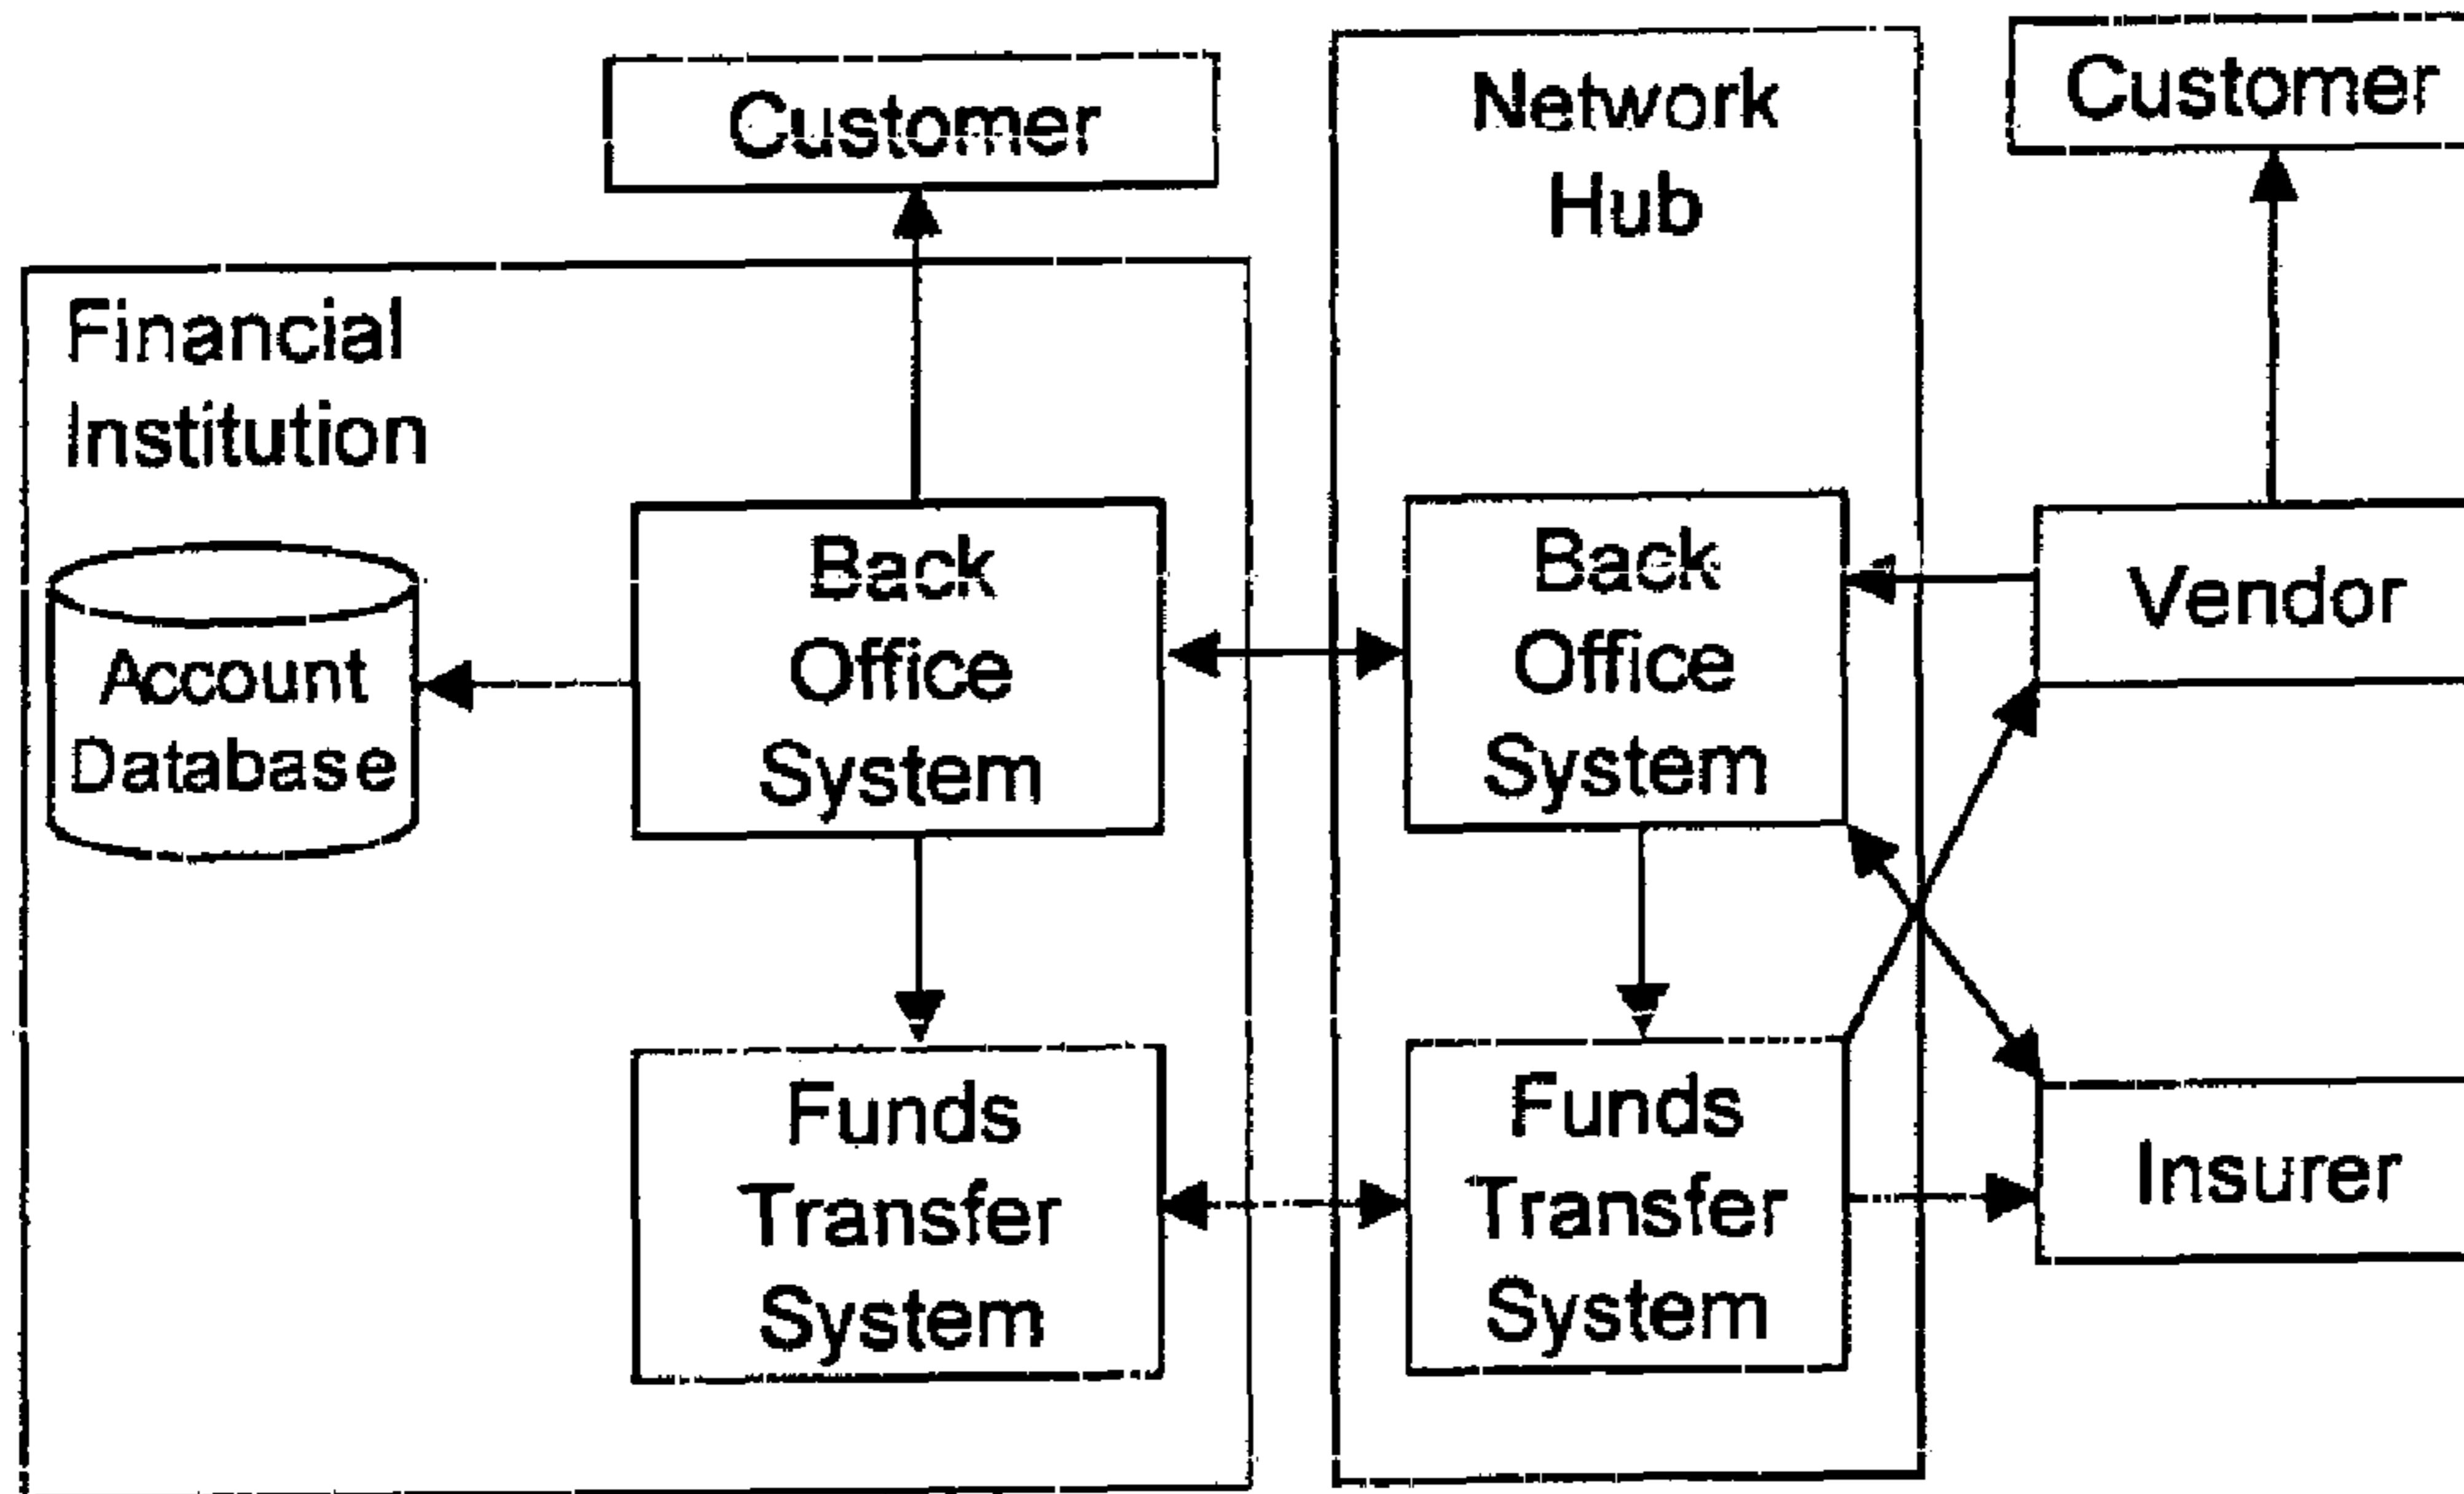 Customer
Network
Hub
Customer
Financial
Institution
Account
Database
Back
Office
System
Back
Office
System
Vendor
Funds
Transfer
System
Funds
Transfer
System
Insurer